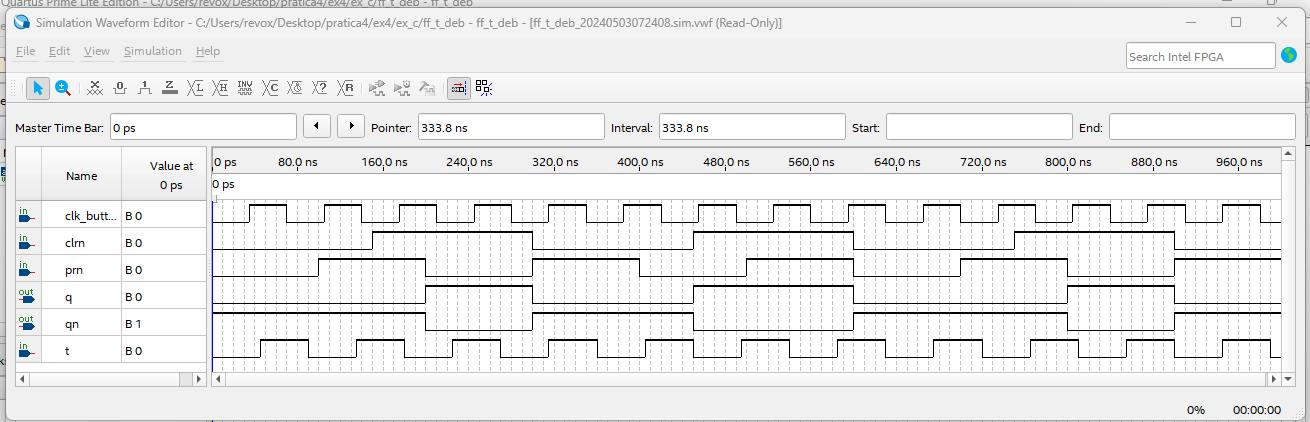 Quartus Prime Lite Edition - C:/Users/revox/Desktop/pratica4/ex4/ex_c/ff_t_deb - ff_t_deb
Simulation Waveform Editor - C:/Users/revox/Desktop/pratica4/ex4/ex_c/ff_t_deb - ff_t_deb - [ff_t_deb_20240503072408.sim.vwf (Read-Only)]
File Edit View Simulation Help
Search Intel FPGA
Master Time Bar: 0 ps Pointer: 333.8 ns Interval: 333.8 ns Start: End:
Name Value at 0 ps
0 ps 80.0 ns 160.0 ns 240.0 ns 320.0 ns 400.0 ns 480.0 ns 560.0 ns 640.0 ns 720.0 ns 800.0 ns 880.0 ns 960.0 ns
0 ps
in clk_butt... B 0
in clrn B 0
in prn B 0
out q B 0
out qn B 1
in t B 0
0% 00:00:00